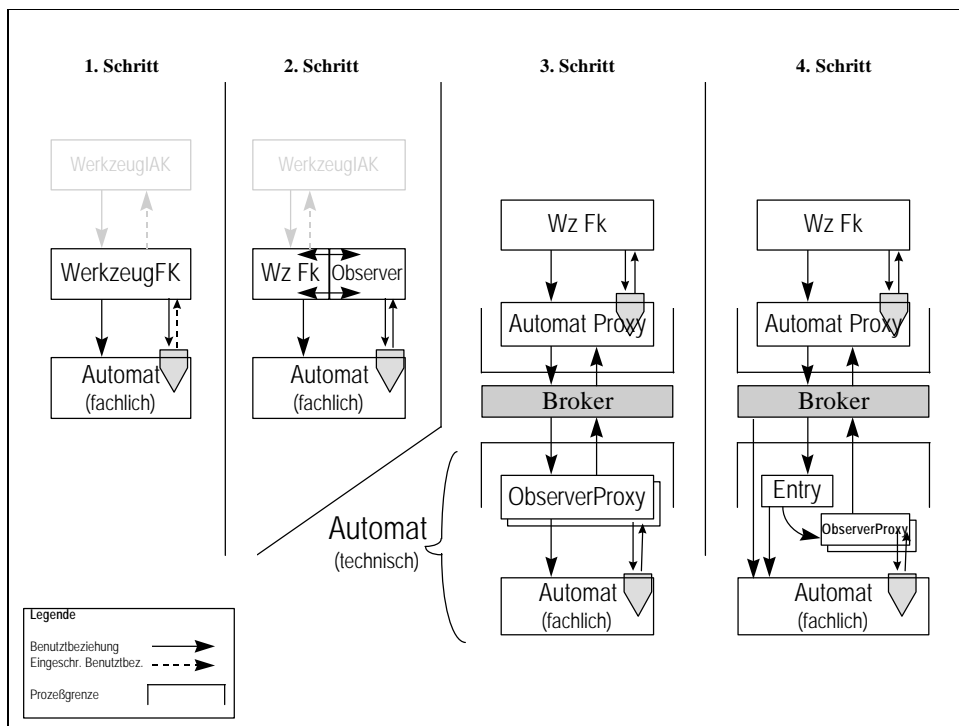 1. Schritt
2. Schritt
3. Schritt
4. Schritt
WerkzeugIAK
WerkzeugFK
Automat
(fachlich)
WerkzeugIAK
Wz Fk
Observer
Automat
(fachlich)
Wz Fk
Automat Proxy
Broker
ObserverProxy
Automat
(fachlich)
Automat
(technisch)
Wz Fk
Automat Proxy
Broker
Entry
ObserverProxy
Automat
(fachlich)
Legende
Benutztbeziehung
Eingeschr. Benutztbez.
Prozeßgrenze